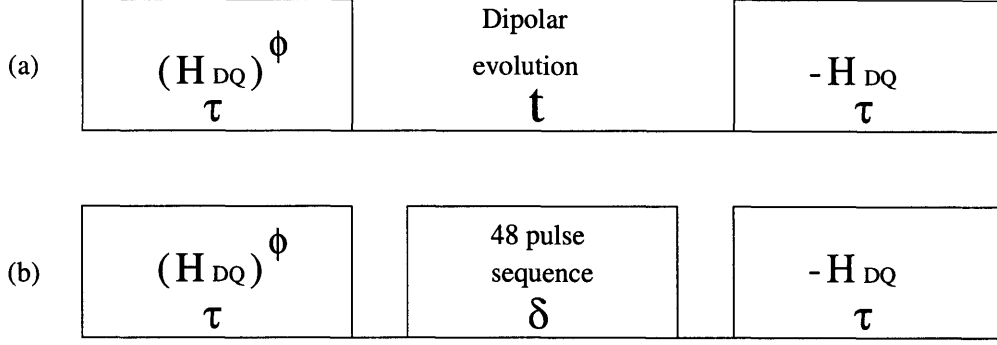 (a)
(H DQ)^ϕ
τ
Dipolar
evolution
t
-H DQ
τ
(b)
(H DQ)^ϕ
τ
48 pulse
sequence
δ
-H DQ
τ